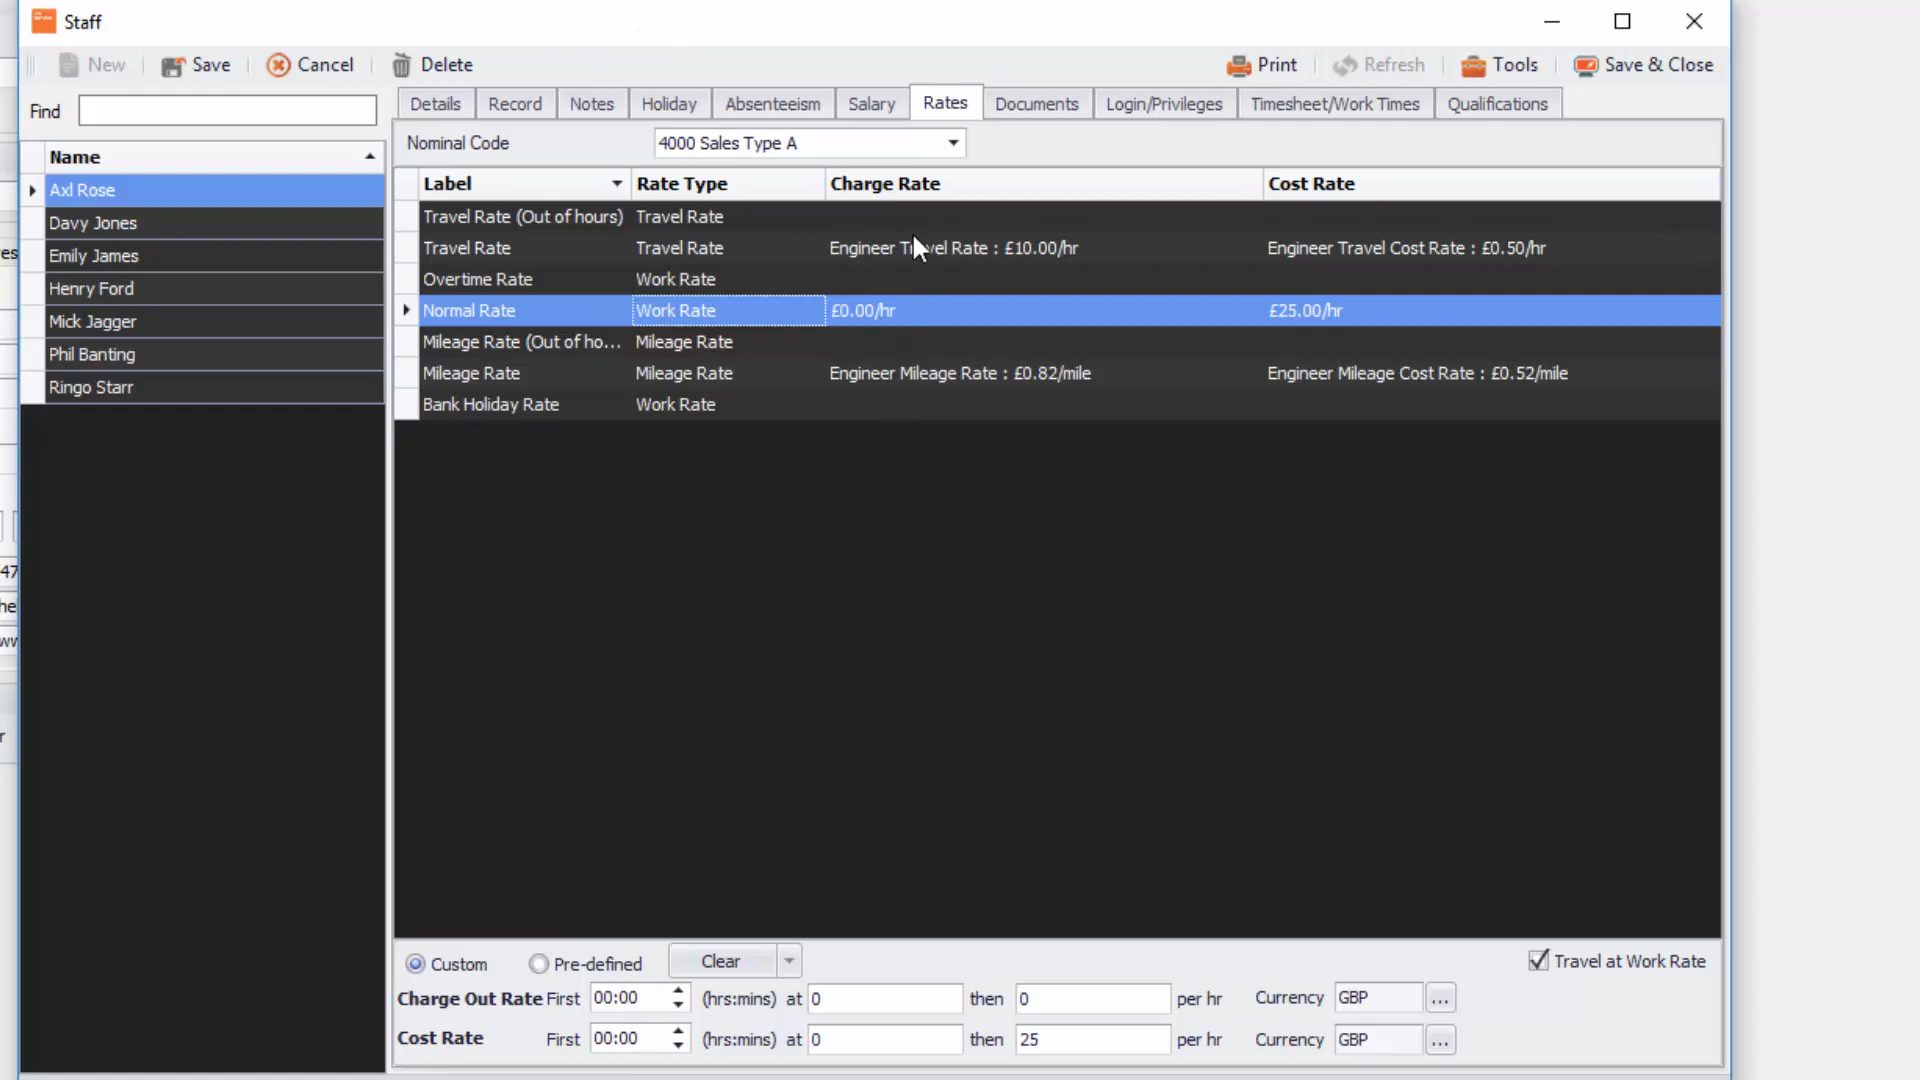 Staff
New Save Cancel Delete Print Refresh Tools Save & Close
Find
Details Record Notes Holiday Absenteeism Salary Rates Documents Login/Privileges Timesheet/Work Times Qualifications
Nominal Code 4000 Sales Type A
Name
Axl Rose
Davy Jones
Emily James
Henry Ford
Mick Jagger
Phil Banting
Ringo Starr
Label Rate Type Charge Rate Cost Rate
Travel Rate (Out of hours) Travel Rate
Travel Rate Travel Rate Engineer Travel Rate : £10.00/hr Engineer Travel Cost Rate : £0.50/hr
Overtime Rate Work Rate
Normal Rate Work Rate £0.00/hr £25.00/hr
Mileage Rate (Out of ho... Mileage Rate
Mileage Rate Mileage Rate Engineer Mileage Rate : £0.82/mile Engineer Mileage Cost Rate : £0.52/mile
Bank Holiday Rate Work Rate
Custom Pre-defined Clear Travel at Work Rate
Charge Out Rate First 00:00 (hrs:mins) at 0 then 0 per hr Currency GBP ...
Cost Rate First 00:00 (hrs:mins) at 0 then 25 per hr Currency GBP ...